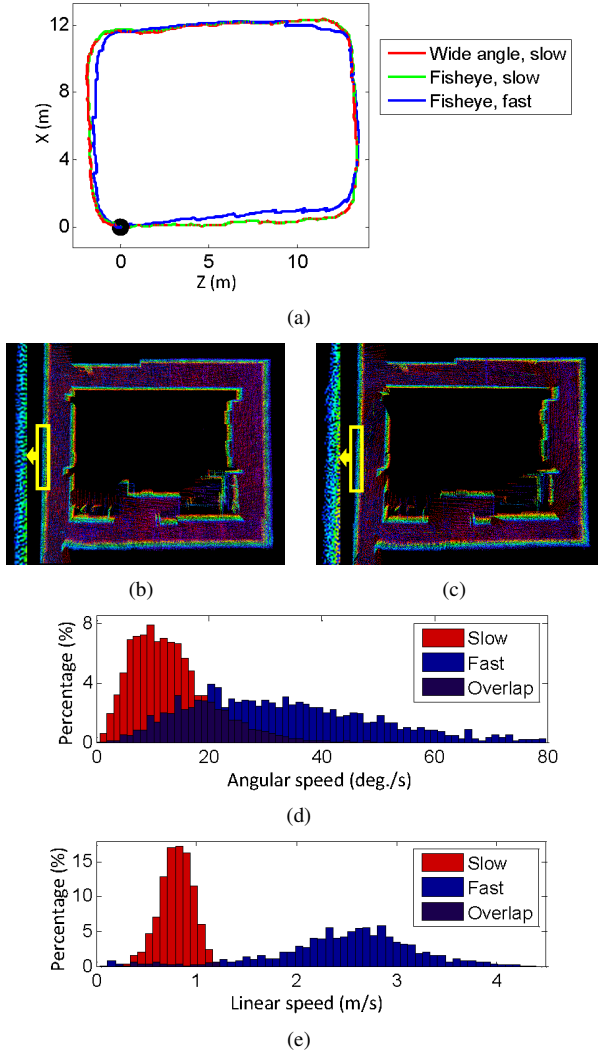 12
8
4
0
X (m)
0
5
10
Z (m)
Wide angle, slow
Fisheye, slow
Fisheye, fast
(a)
(b)
(c)
8
4
0
Percentage (%)
0
20
40
60
80
Angular speed (deg./s)
Slow
Fast
Overlap
(d)
15
10
5
0
Percentage (%)
0
1
2
3
4
Linear speed (m/s)
Slow
Fast
Overlap
(e)